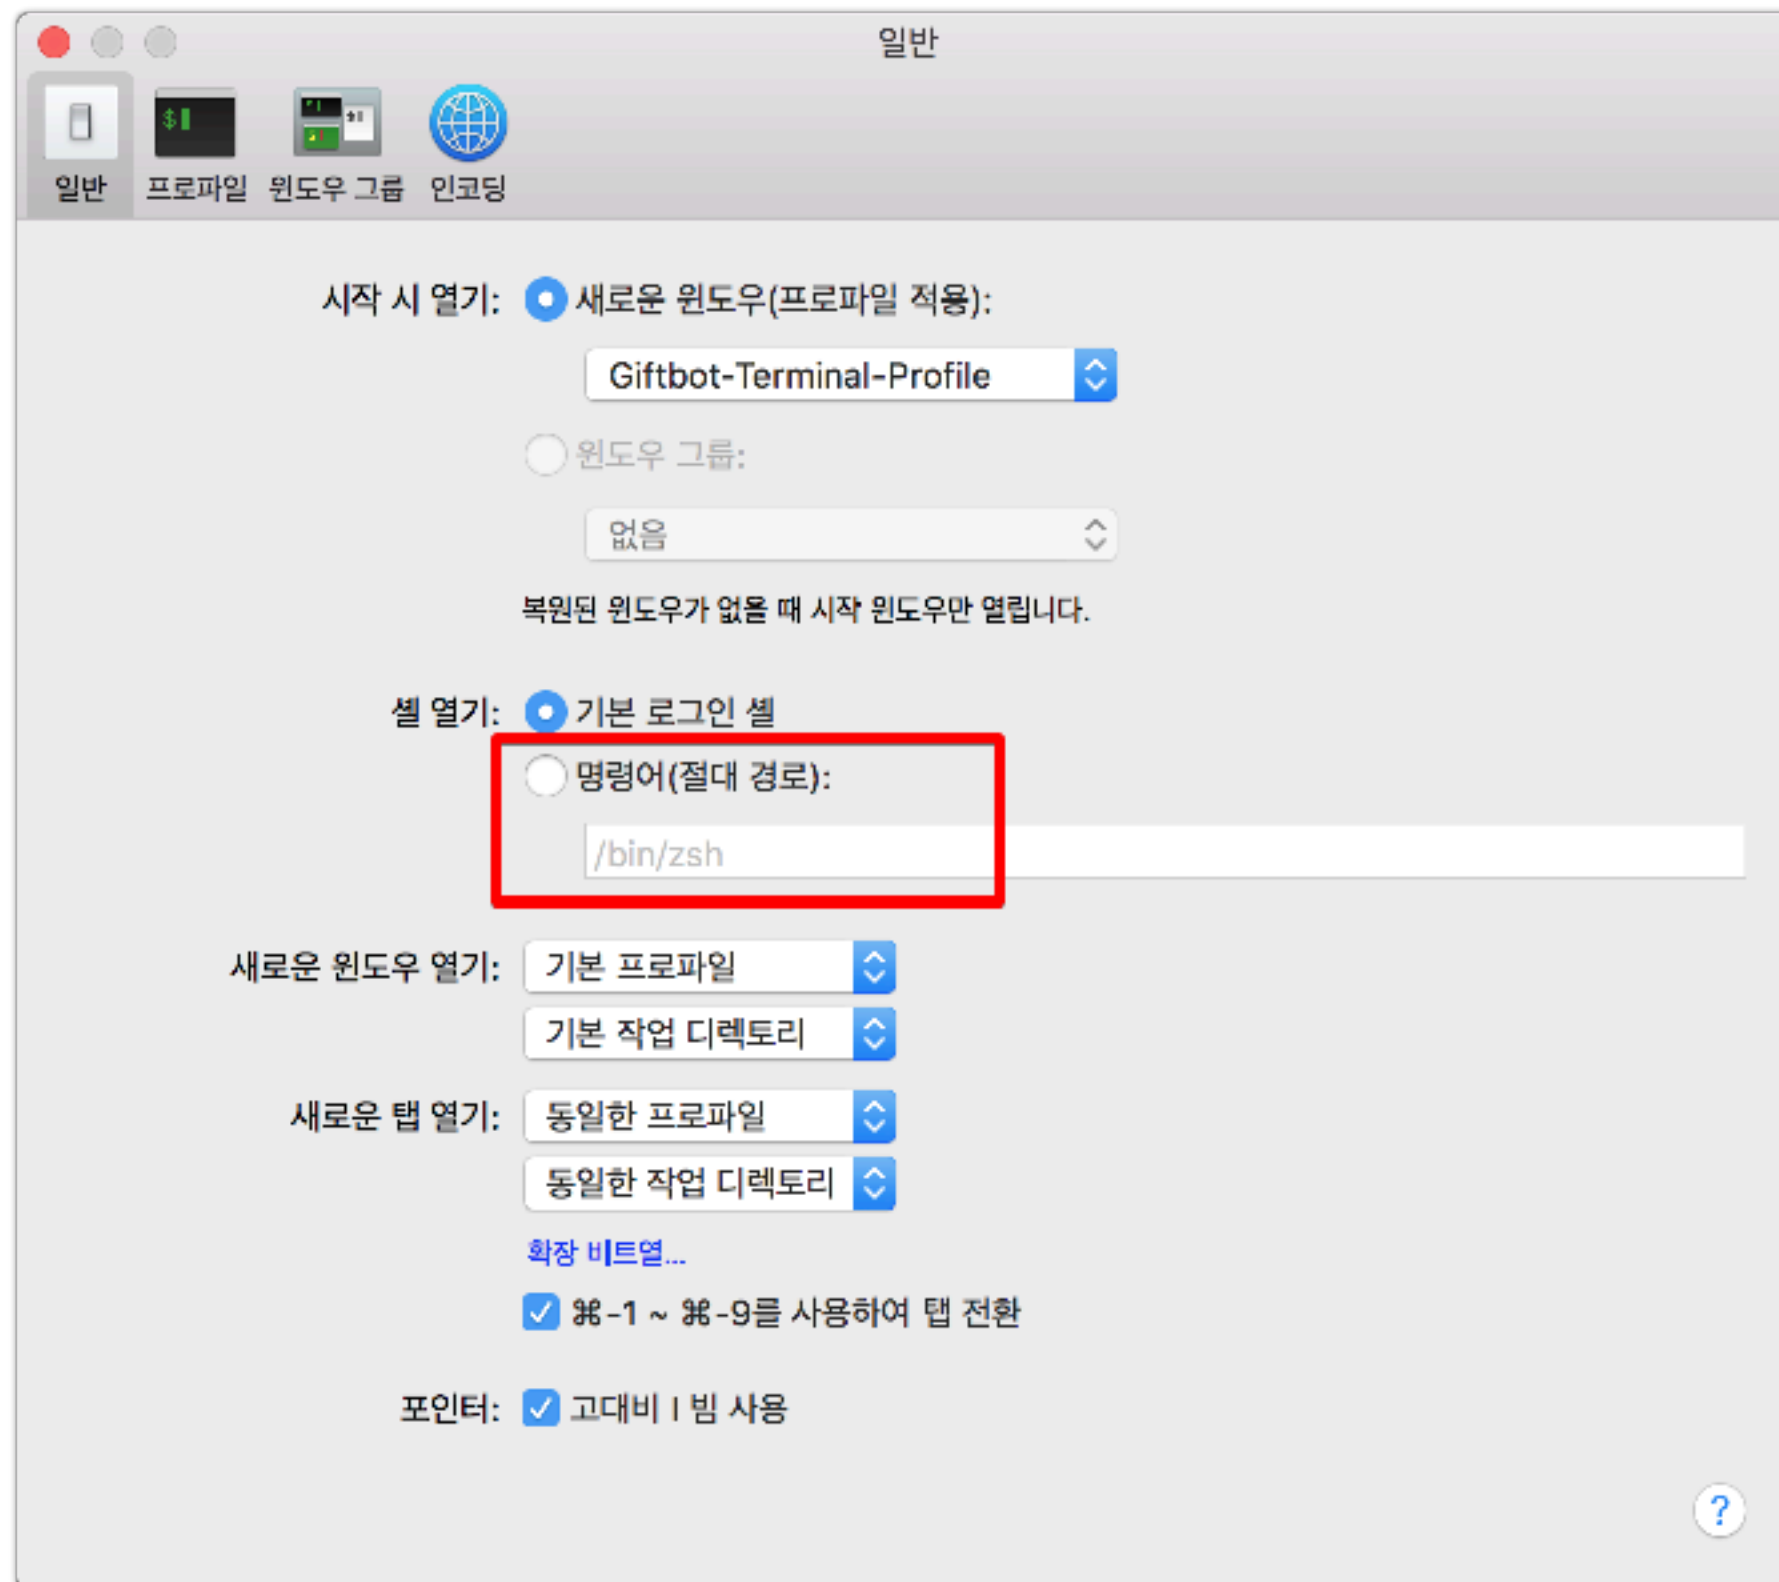 일반
일반 프로파일 윈도우 그룹 인코딩
시작 시 열기: 새로운 윈도우(프로파일 적용):
Giftbot-Terminal-Profile
윈도우 그룹:
없음
복원된 윈도우가 없을 때 시작 윈도우만 열립니다.
셸 열기: 기본 로그인 셸
명령어(절대 경로):
/bin/zsh
새로운 윈도우 열기: 기본 프로파일
기본 작업 디렉토리
새로운 탭 열기: 동일한 프로파일
동일한 작업 디렉토리
확장 비트열...
⌘-1 ~ ⌘-9를 사용하여 탭 전환
포인터: 고대비 I 빔 사용
?